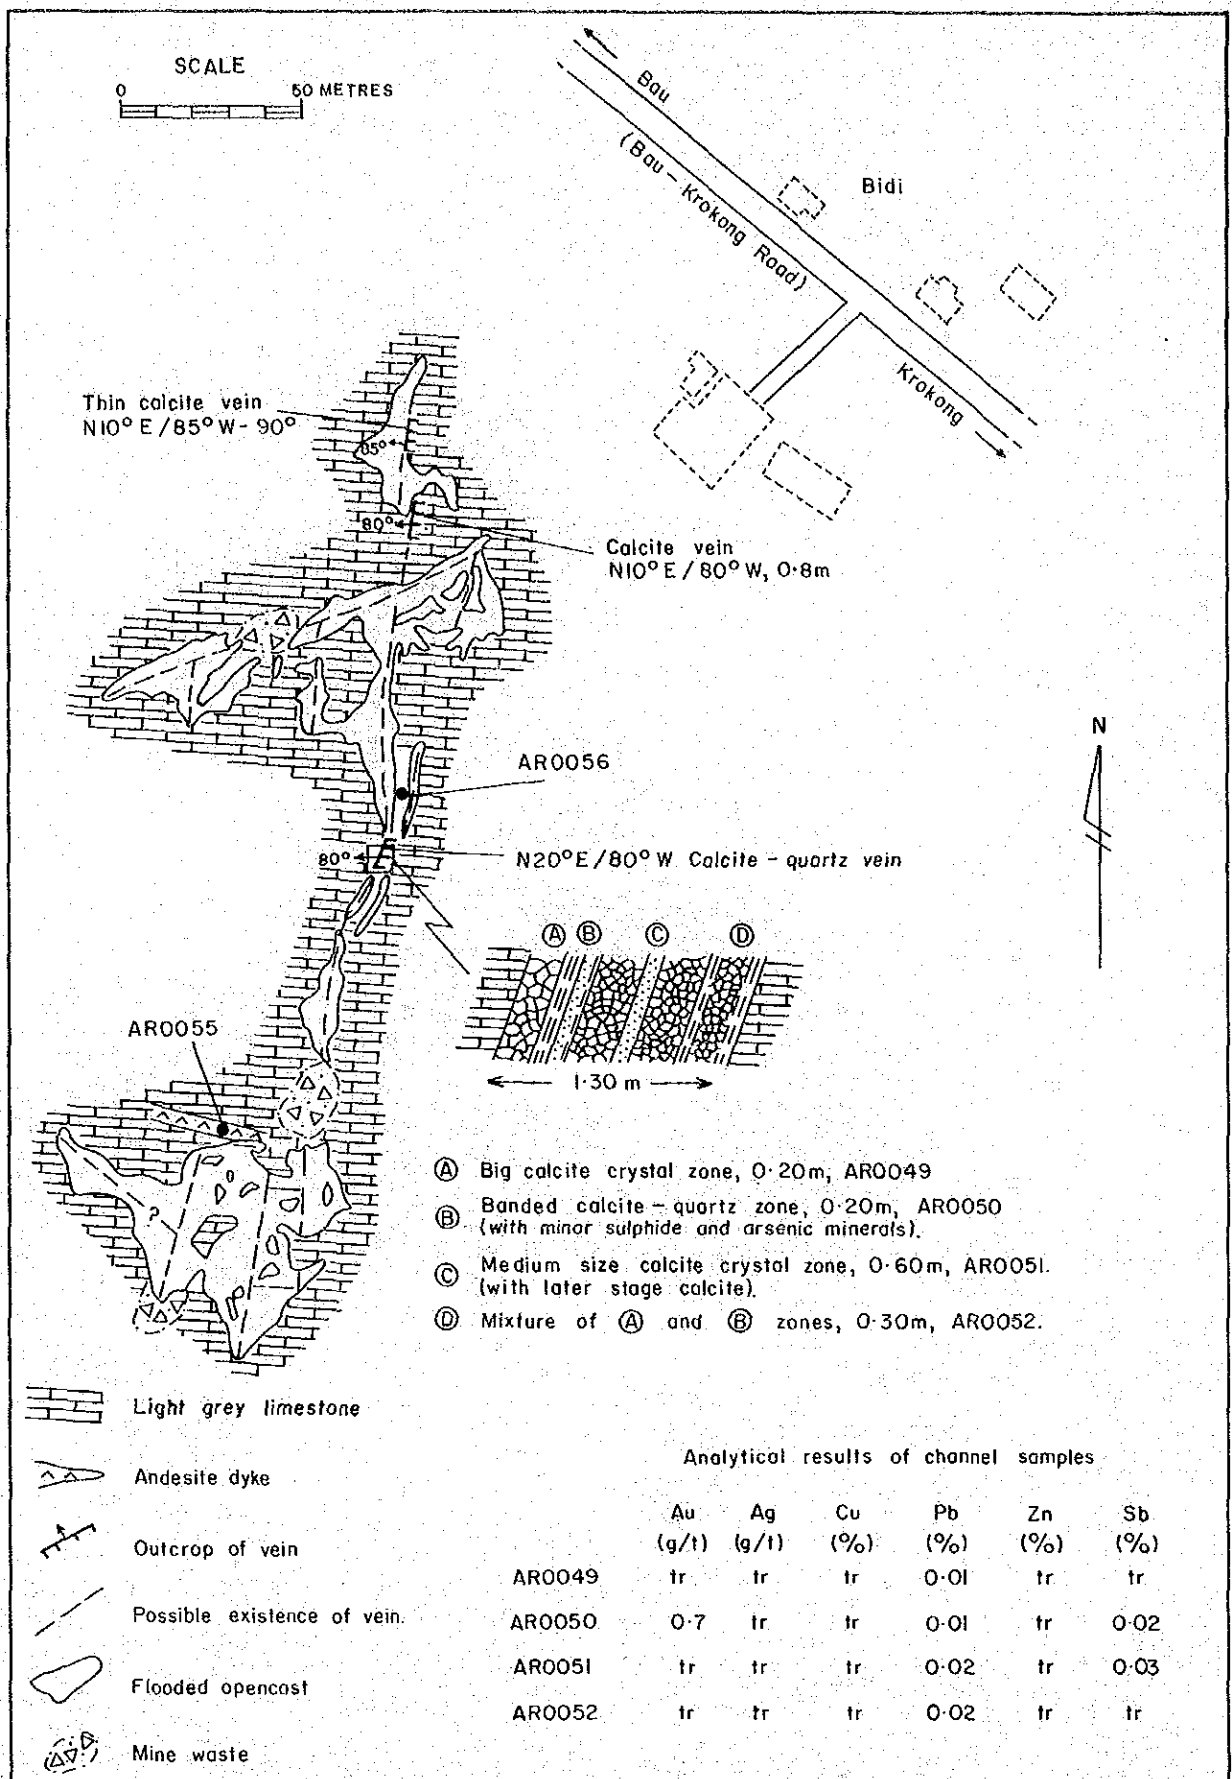 SCALE
0 50 METRES
Bau
(Bau - Krokong Road)
Bidi
Krokong
Thin calcite vein
N10° E / 85° W - 90°
85°
80°
Calcite vein
N10° E / 80° W, 0·8m
N
AR0056
80°
N20° E / 80° W Calcite - quartz vein
A B C D
1·30 m
AR0055
?
A Big calcite crystal zone, 0·20m, AR0049
B Banded calcite - quartz zone, 0·20m, AR0050
(with minor sulphide and arsenic minerals).
C Medium size calcite crystal zone, 0·60m, AR0051.
(with later stage calcite).
D Mixture of A and B zones, 0·30m, AR0052.
Light grey limestone
Andesite dyke
Outcrop of vein
Possible existence of vein.
Flooded opencast
Mine waste
Analytical results of channel samples
Au Ag Cu Pb Zn Sb
(g/t) (g/t) (%) (%) (%) (%)
AR0049 tr tr tr 0·01 tr tr
AR0050 0·7 tr tr 0·01 tr 0·02
AR0051 tr tr tr 0·02 tr 0·03
AR0052 tr tr tr 0·02 tr tr